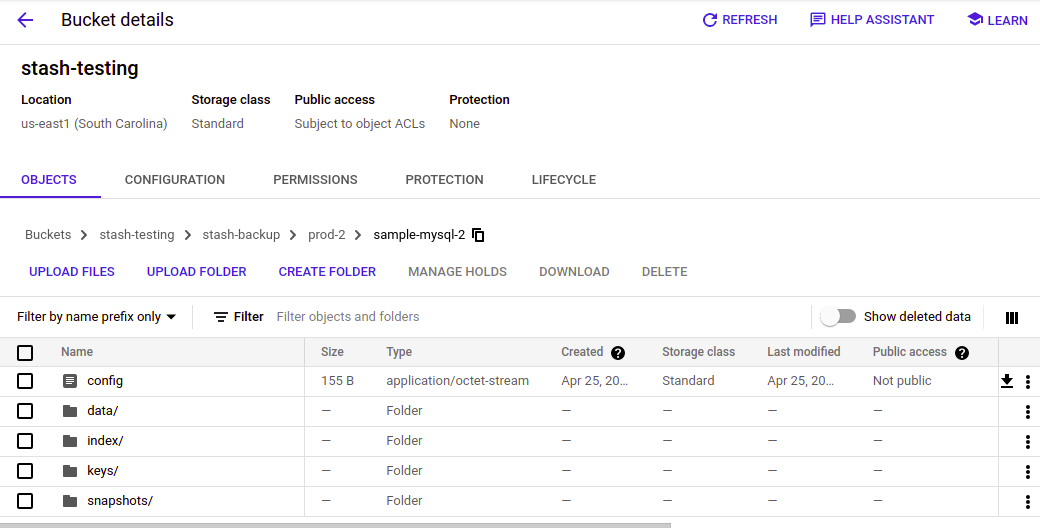 Bucket details REFRESH HELP ASSISTANT LEARN
stash-testing
Location Storage class Public access Protection
us-east1 (South Carolina) Standard Subject to object ACLs None
OBJECTS CONFIGURATION PERMISSIONS PROTECTION LIFECYCLE
Buckets > stash-testing > stash-backup > prod-2 > sample-mysql-2
UPLOAD FILES UPLOAD FOLDER CREATE FOLDER MANAGE HOLDS DOWNLOAD DELETE
Filter by name prefix only Filter Filter objects and folders Show deleted data
Name Size Type Created ? Storage class Last modified Public access ?
config 155 B application/octet-stream Apr 25, 20... Standard Apr 25, 20... Not public
data/ — Folder — — — —
index/ — Folder — — — —
keys/ — Folder — — — —
snapshots/ — Folder — — — —